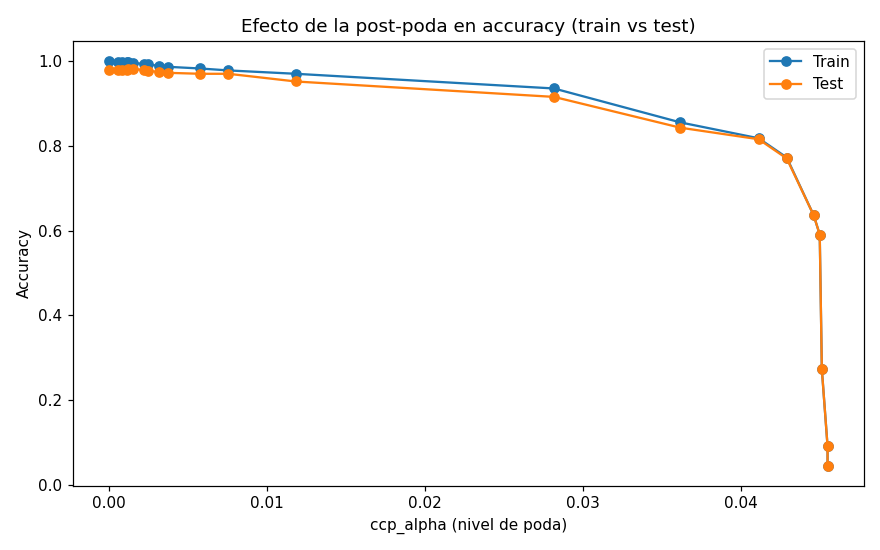 Efecto de la post-poda en accuracy (train vs test)
Train
Test
1.0
0.8
0.6
0.4
0.2
0.0
Accuracy
0.00
0.01
0.02
0.03
0.04
ccp_alpha (nivel de poda)